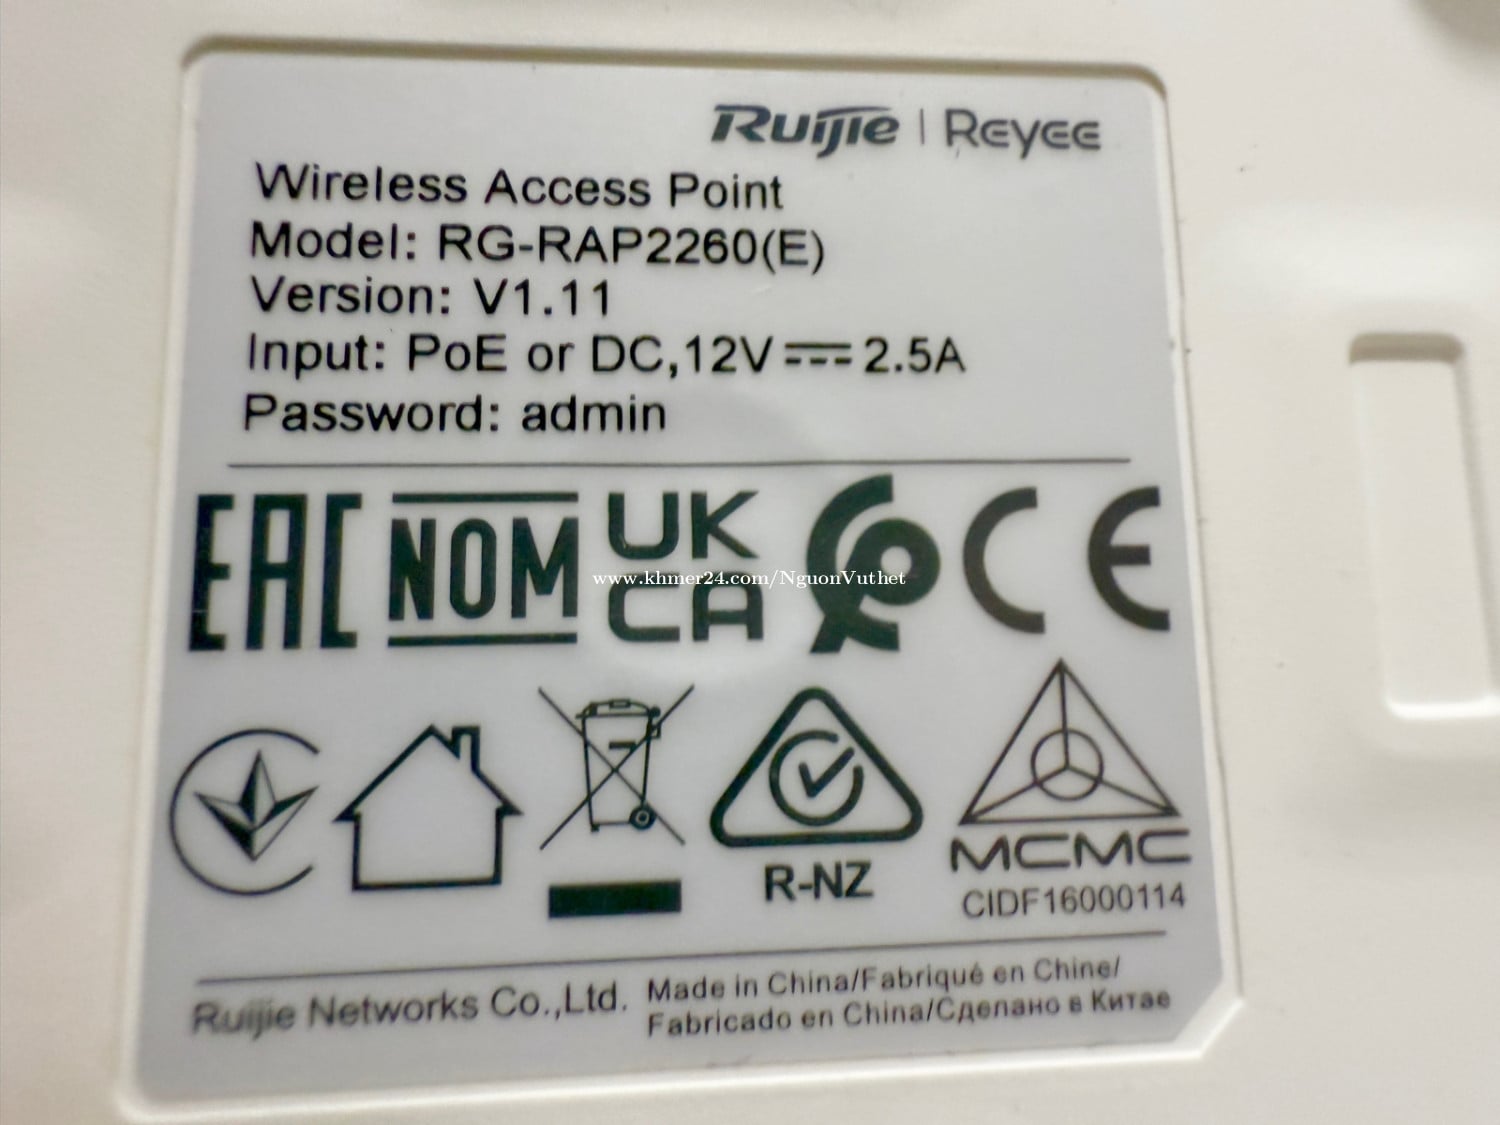 Ruijie | Reyee
Wireless Access Point
Model: RG-RAP2260(E)
Version: V1.11
Input: PoE or DC,12V⎓2.5A
Password: admin
EAC NOM UK CA CE
www.khmer24.com/NguonVuthet
R-NZ
MCMC
CIDF16000114
Ruijie Networks Co.,Ltd.
Made in China/Fabriqué en Chine/
Fabricado en China/Сделано в Китае